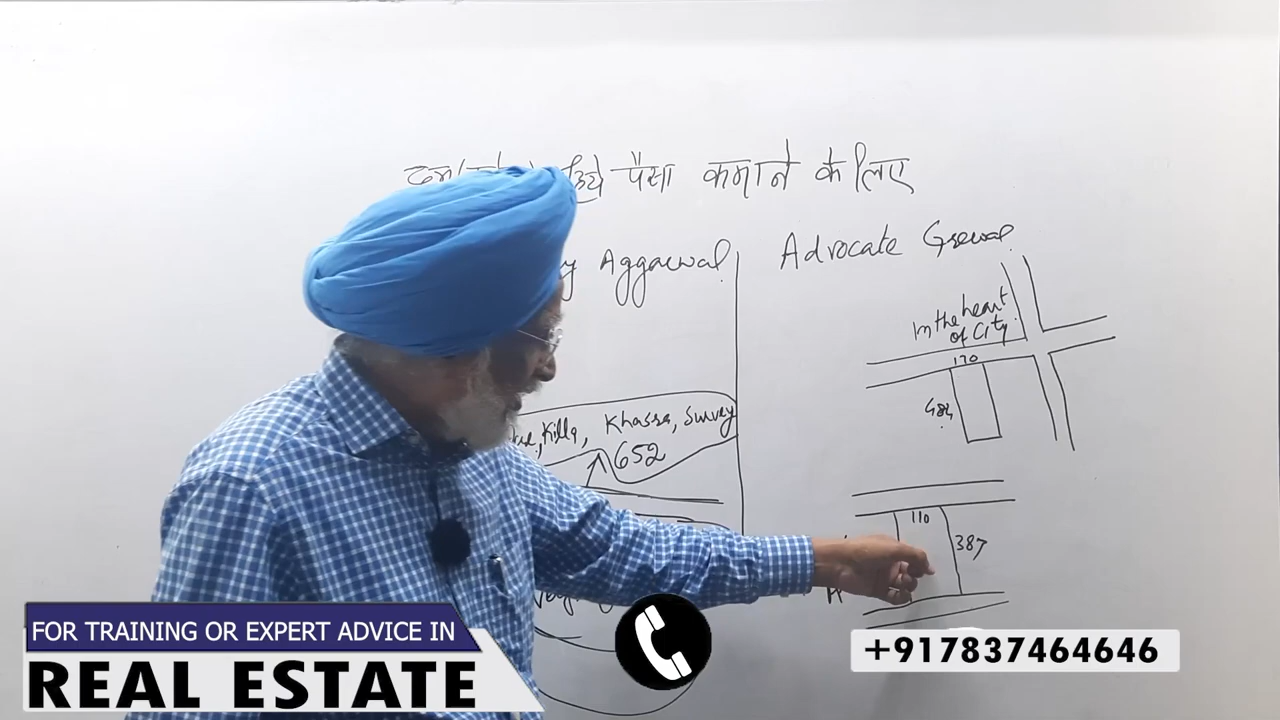 पैसा कमाने के लिए
Aggarwal
Advocate Grewal
In the heart
of City
170
484
Killa, Khasra, Survey
652
110
387
FOR TRAINING OR EXPERT ADVICE IN
REAL ESTATE
+917837464646